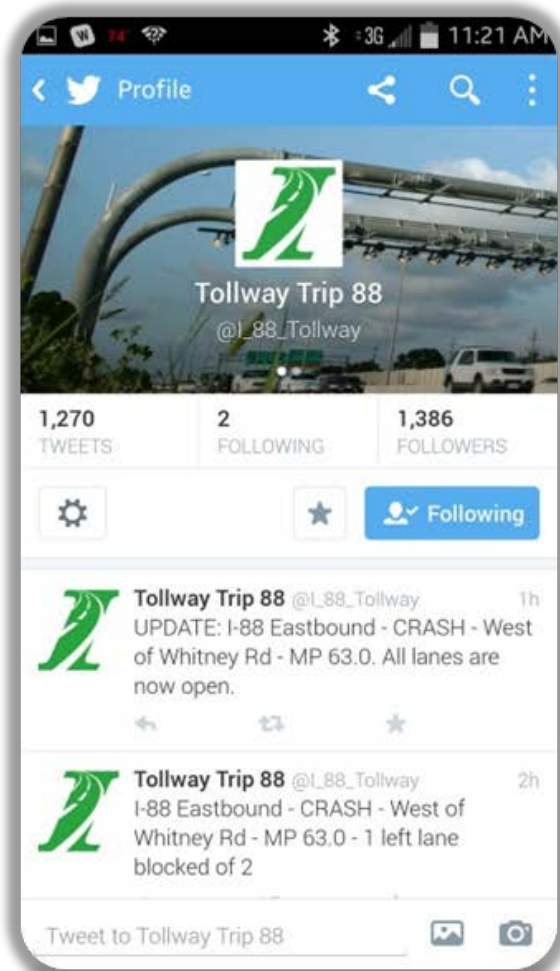 W 74° 3G 11:21 AM
Profile
Tollway Trip 88
@I_88_Tollway
1,270 2 1,386
TWEETS FOLLOWING FOLLOWERS
Following
Tollway Trip 88 @I_88_Tollway 1h
UPDATE: I-88 Eastbound - CRASH - West
of Whitney Rd - MP 63.0. All lanes are
now open.
Tollway Trip 88 @I_88_Tollway 2h
I-88 Eastbound - CRASH - West of
Whitney Rd - MP 63.0 - 1 left lane
blocked of 2
Tweet to Tollway Trip 88